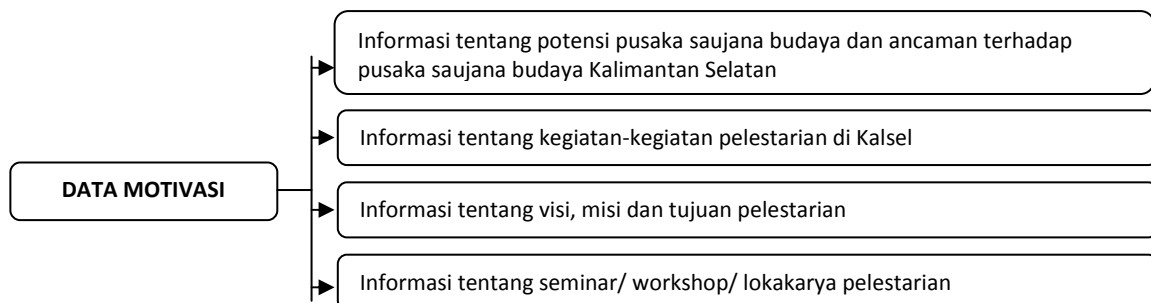 Informasi tentang potensi pusaka saujana budaya dan ancaman terhadap
pusaka saujana budaya Kalimantan Selatan
Informasi tentang kegiatan-kegiatan pelestarian di Kalsel
DATA MOTIVASI
Informasi tentang visi, misi dan tujuan pelestarian
Informasi tentang seminar/ workshop/ lokakarya pelestarian